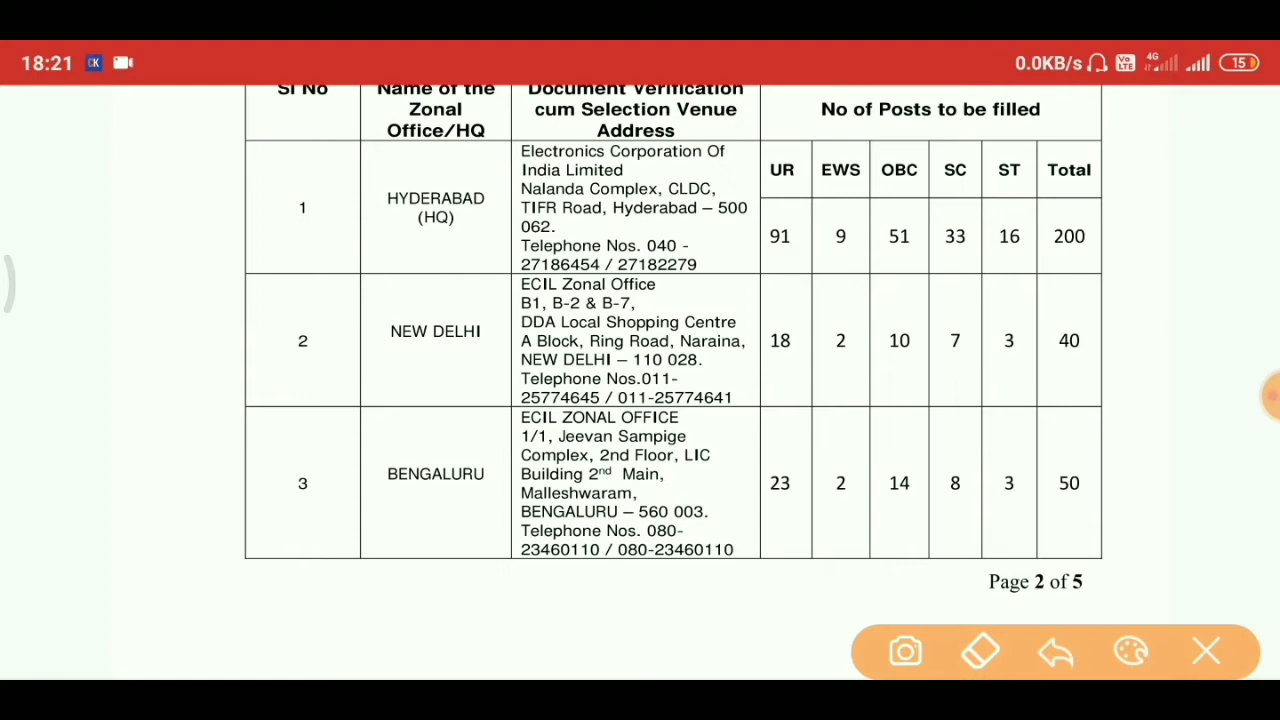 18:21 CK 0.0KB/s Vo LTE 4G 15
Sl No Name of the Document Verification
Zonal cum Selection Venue No of Posts to be filled
Office/HQ Address
1 HYDERABAD
(HQ)
Electronics Corporation Of
India Limited
Nalanda Complex, CLDC,
TIFR Road, Hyderabad – 500
062.
Telephone Nos. 040 -
27186454 / 27182279
UR EWS OBC SC ST Total
91 9 51 33 16 200
2 NEW DELHI
ECIL Zonal Office
B1, B-2 & B-7,
DDA Local Shopping Centre
A Block, Ring Road, Naraina,
NEW DELHI – 110 028.
Telephone Nos.011-
25774645 / 011-25774641
18 2 10 7 3 40
3 BENGALURU
ECIL ZONAL OFFICE
1/1, Jeevan Sampige
Complex, 2nd Floor, LIC
Building 2nd Main,
Malleshwaram,
BENGALURU – 560 003.
Telephone Nos. 080-
23460110 / 080-23460110
23 2 14 8 3 50
Page 2 of 5